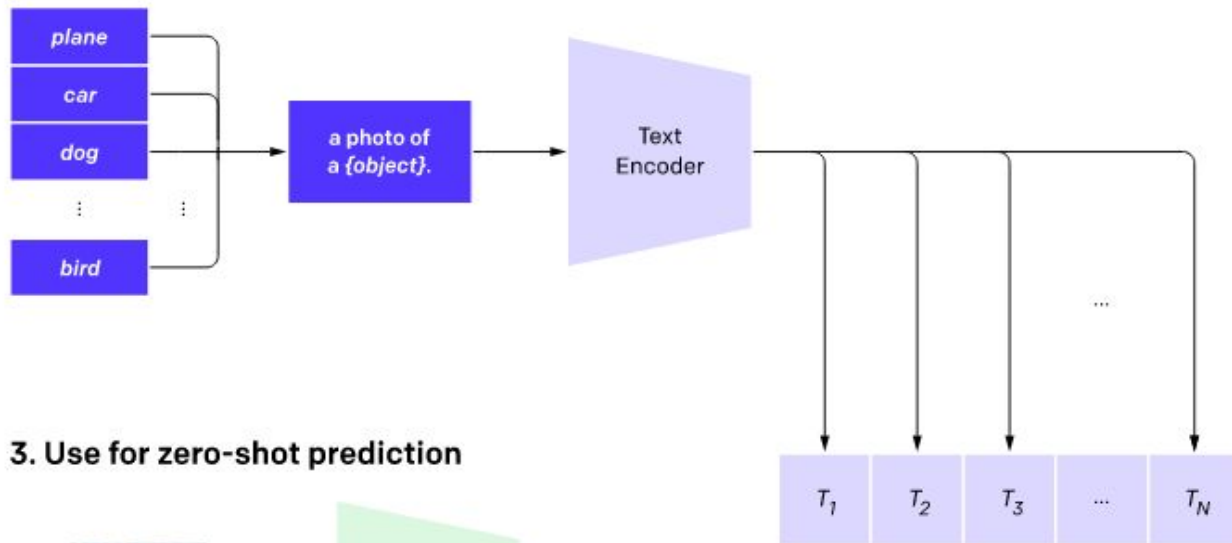 plane
car
dog
⋮ ⋮
bird
a photo of
a {object}.
Text
Encoder
...
3. Use for zero-shot prediction
T1 T2 T3 ... TN